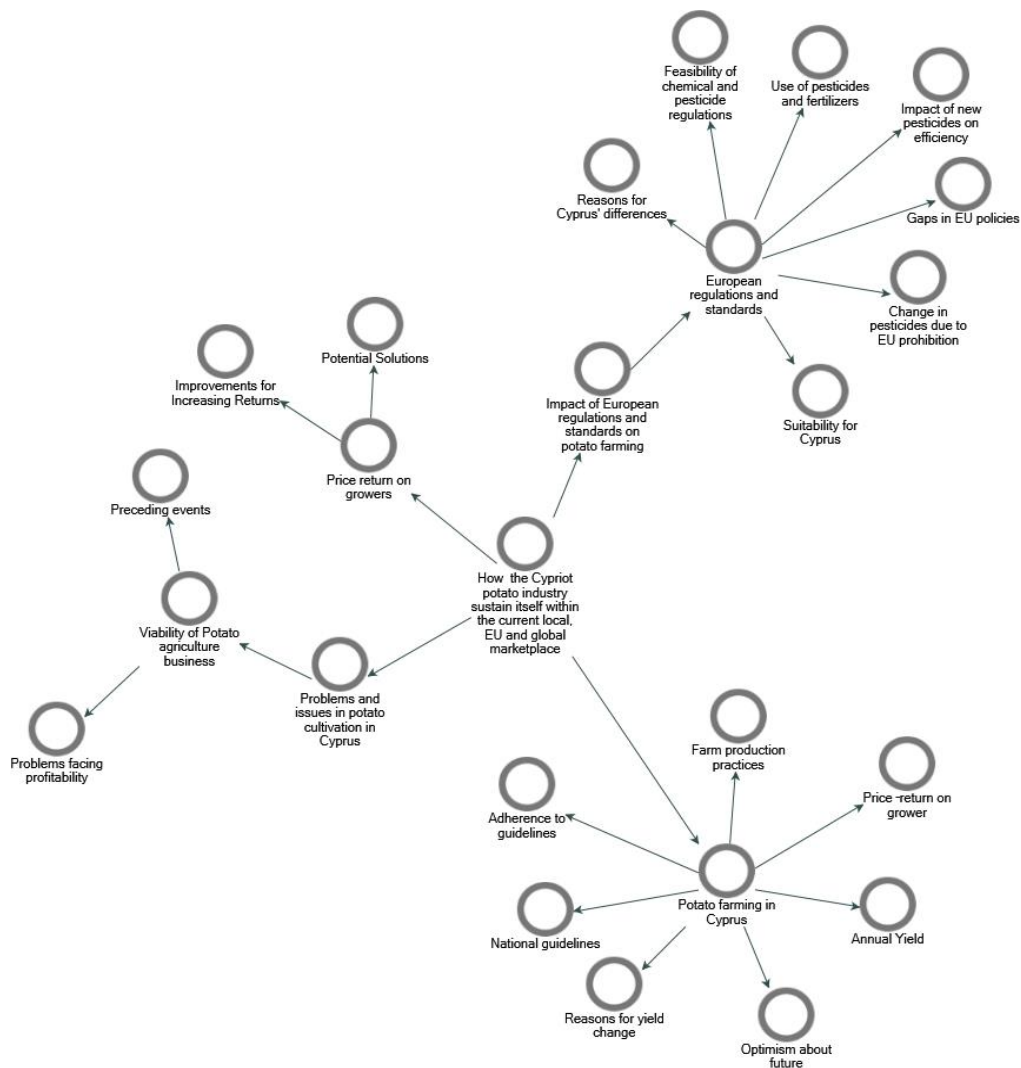 Feasibility of
chemical and
pesticide
regulations
Use of pesticides
and fertilizers
Impact of new
pesticides on
efficiency
Reasons for
Cyprus' differences
Gaps in EU policies
European
regulations and
standards
Change in
pesticides due to
EU prohibition
Suitability for
Cyprus
Potential Solutions
Improvements for
Increasing Returns
Impact of European
regulations and
standards on
potato farming
Price return on
growers
Preceding events
How the Cypriot
potato industry
sustain itself within
the current local,
EU and global
marketplace
Viability of Potato
agriculture
business
Problems and
issues in potato
cultivation in
Cyprus
Problems facing
profitability
Farm production
practices
Price -return on
grower
Adherence to
guidelines
Potato farming in
Cyprus
National guidelines
Annual Yield
Reasons for yield
change
Optimism about
future